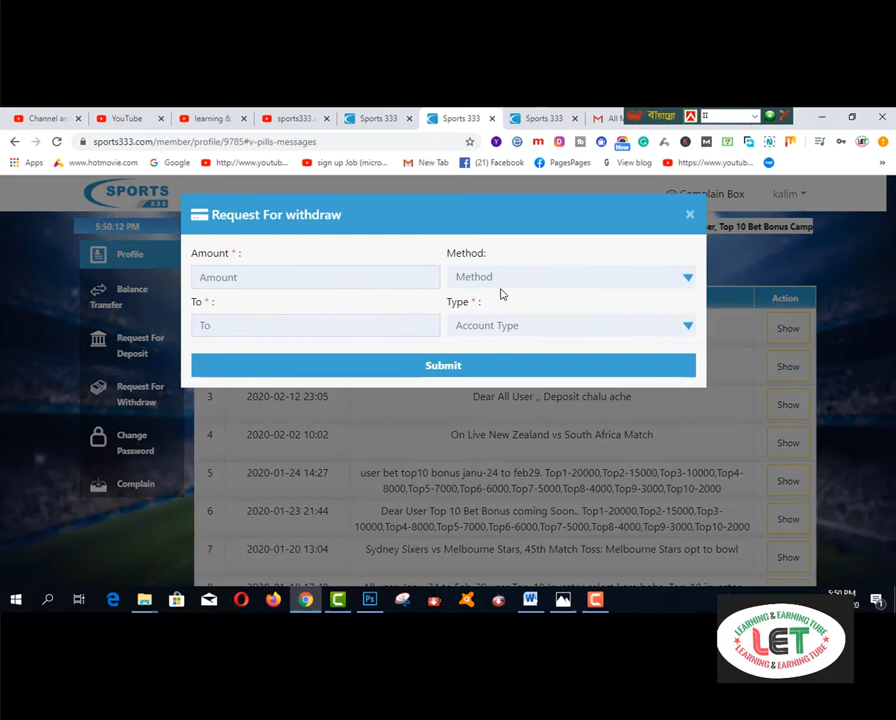 Channel an
YouTube
learning &
sports333.c
Sports 333
Sports 333
Sports 333
All M
sports333.com/member/profile/9785#v-pills-messages
New
Apps
www.hotmovie.com
Google
http://www.youtub...
sign up Job (micro...
New Tab
(21) Facebook
PagesPages
View blog
https://www.youtub...
SPORTS
333
Complain Box
kalim
5:50:12 PM
er, Top 10 Bet Bonus Camp
Request For withdraw
×
Profile
Balance
Transfer
Request For
Deposit
Request For
Withdraw
Change
Password
Complain
Amount * :
Method:
Amount
Method
To * :
Type * :
To
Account Type
Submit
Action
Show
Show
3 2020-02-12 23:05 Dear All User ,, Deposit chalu ache Show
4 2020-02-02 10:02 On Live New Zealand vs South Africa Match Show
5 2020-01-24 14:27 user bet top10 bonus janu-24 to feb29. Top1-20000,Top2-15000,Top3-10000,Top4-
8000,Top5-7000,Top6-6000,Top7-5000,Top8-4000,Top9-3000,Top10-2000 Show
6 2020-01-23 21:44 Dear User Top 10 Bet Bonus coming Soon.. Top1-20000,Top2-15000,Top3-
10000,Top4-8000,Top5-7000,Top6-6000,Top7-5000,Top8-4000,Top9-3000,Top10-2000 Show
7 2020-01-20 13:04 Sydney Sixers vs Melbourne Stars, 45th Match Toss: Melbourne Stars opt to bowl Show
5:50 PM
LEARNING & EARNING TUBE
LET
LEARNING & EARNING TUBE